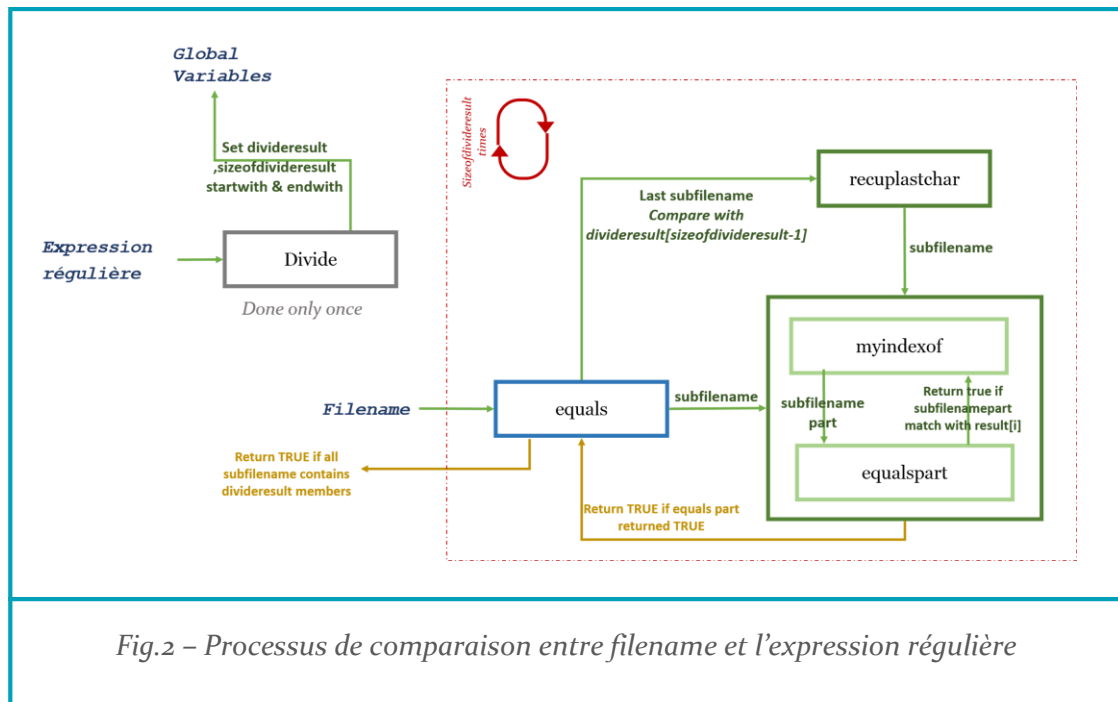 Global
Variables
Set divideresult
,sizeofdivideresult
startwith & endwith
Expression
régulière
Divide
Done only once
Sizeofdivideresult
times
Last subfilename
Compare with
divideresult[sizeofdivideresult-1]
recuplastchar
subfilename
myindexof
subfilename
part
Return true if
subfilenamepart
match with result[i]
equalspart
Filename
equals
subfilename
Return TRUE if all
subfilename contains
divideresult members
Return TRUE if equals part
returned TRUE
Fig.2 – Processus de comparaison entre filename et l’expression régulière